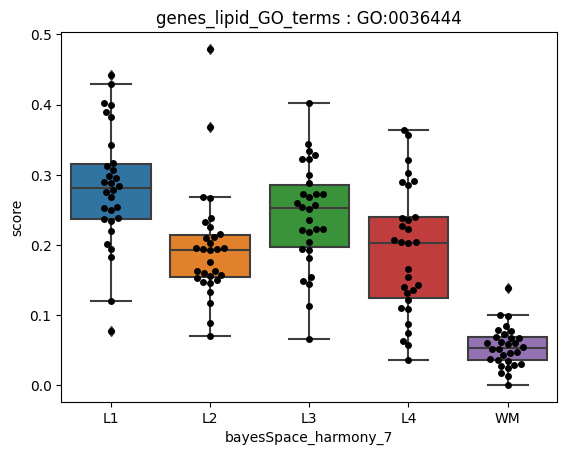 genes_lipid_GO_terms : GO:0036444
0.5
0.4
0.3
0.2
0.1
0.0
score
L1 L2 L3 L4 WM
bayesSpace_harmony_7